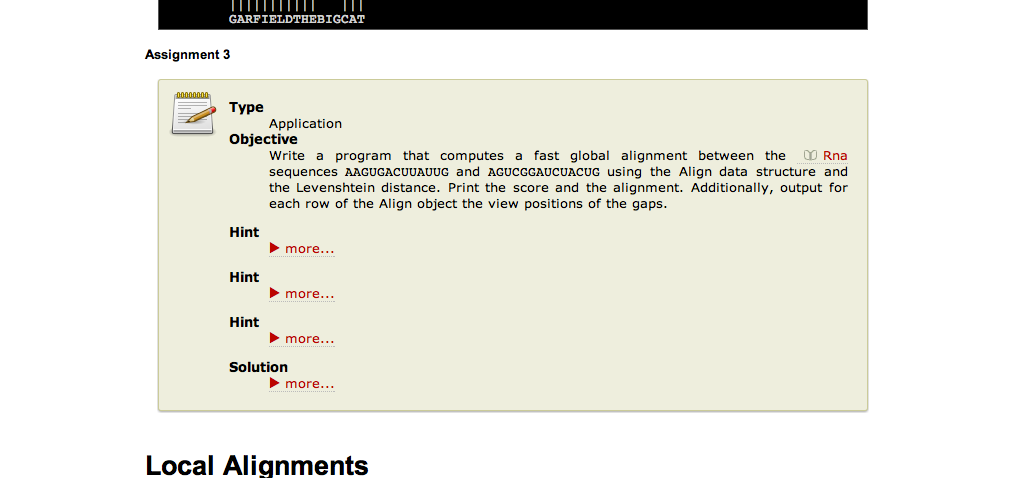 GARFIELDTHEBIGCAT
Assignment 3
Type
Application
Objective
Write a program that computes a fast global alignment between the Rna
sequences AAGUGACUUAUUG and AGUCGGAUCUACUG using the Align data structure and
the Levenshtein distance. Print the score and the alignment. Additionally, output for
each row of the Align object the view positions of the gaps.
Hint
more...
Hint
more...
Hint
more...
Solution
more...
Local Alignments